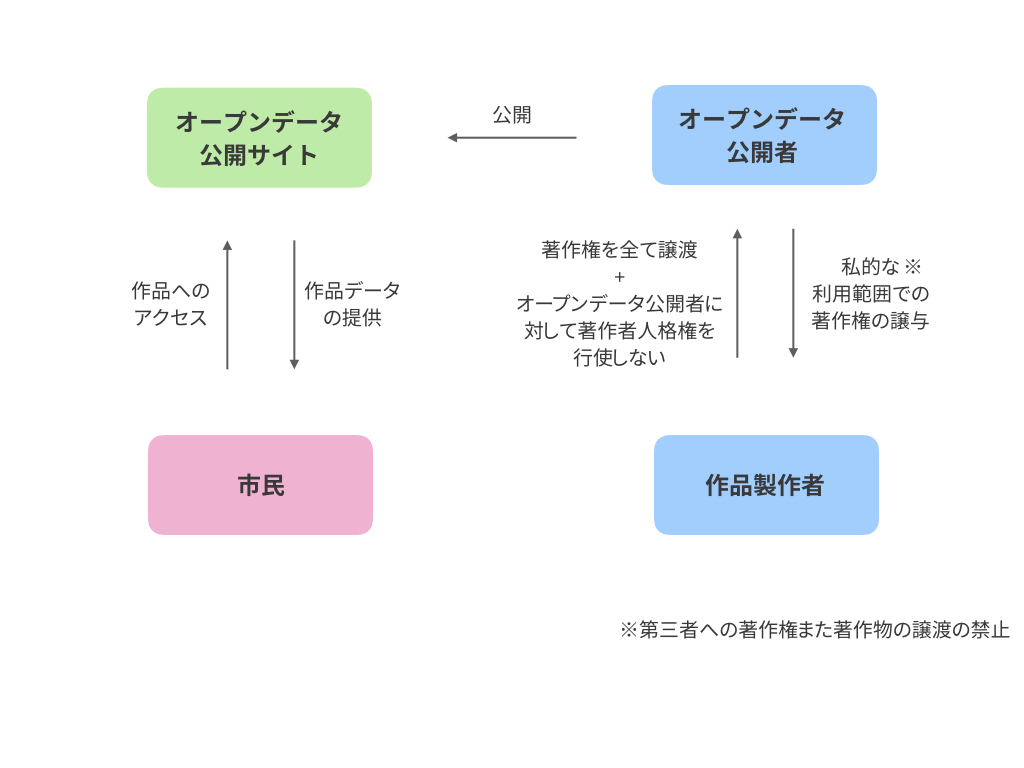 オープンデータ
公開サイト
公開
オープンデータ
公開者
作品への
アクセス
作品データ
の提供
著作権を全て譲渡
+
オープンデータ公開者に
対して著作者人格権を
行使しない
私的な ※
利用範囲での
著作権の譲与
市民
作品製作者
※第三者への著作権また著作物の譲渡の禁止